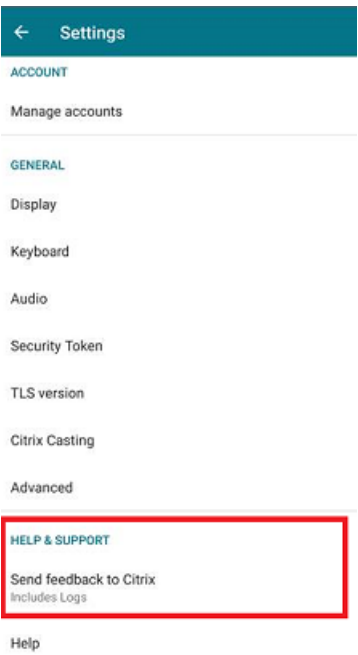 Settings
ACCOUNT
Manage accounts
GENERAL
Display
Keyboard
Audio
Security Token
TLS version
Citrix Casting
Advanced
HELP & SUPPORT
Send feedback to Citrix
Includes Logs
Help